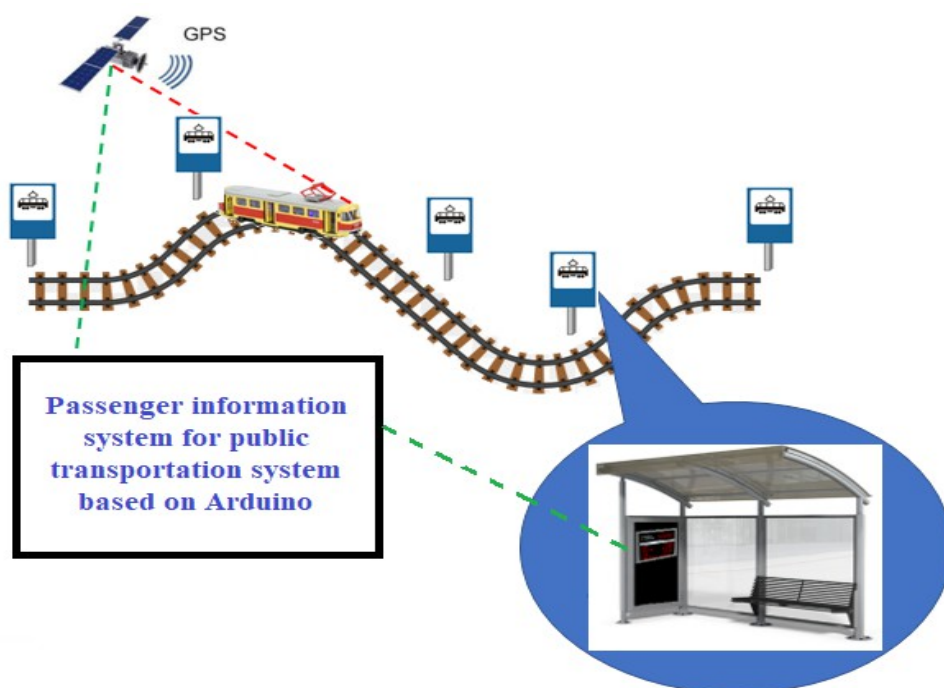 GPS
Passenger information
system for public
transportation system
based on Arduino